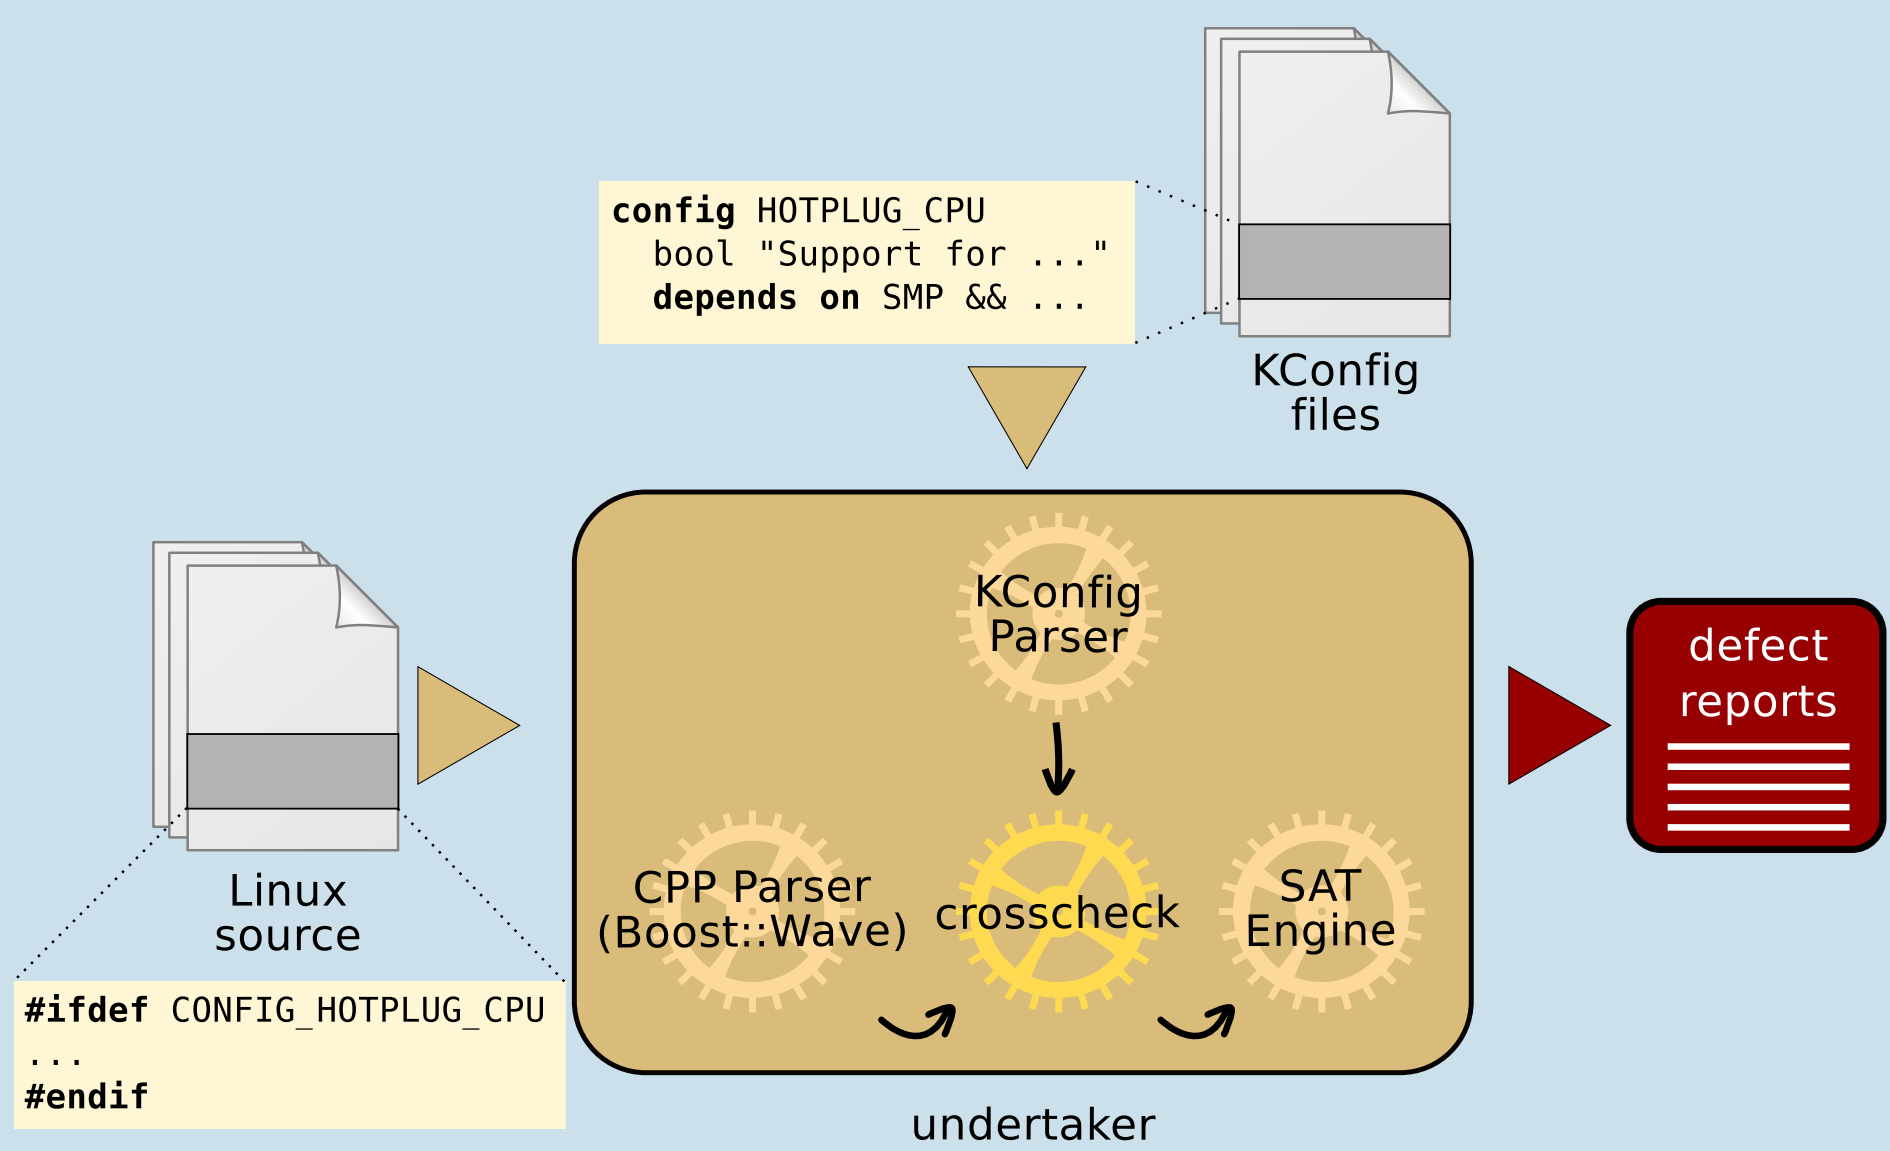 config HOTPLUG_CPU
bool "Support for ..."
depends on SMP && ...
KConfig
files
KConfig
Parser
Linux
source
#ifdef CONFIG_HOTPLUG_CPU
...
#endif
CPP Parser
(Boost::Wave)
crosscheck
SAT
Engine
defect
reports
undertaker